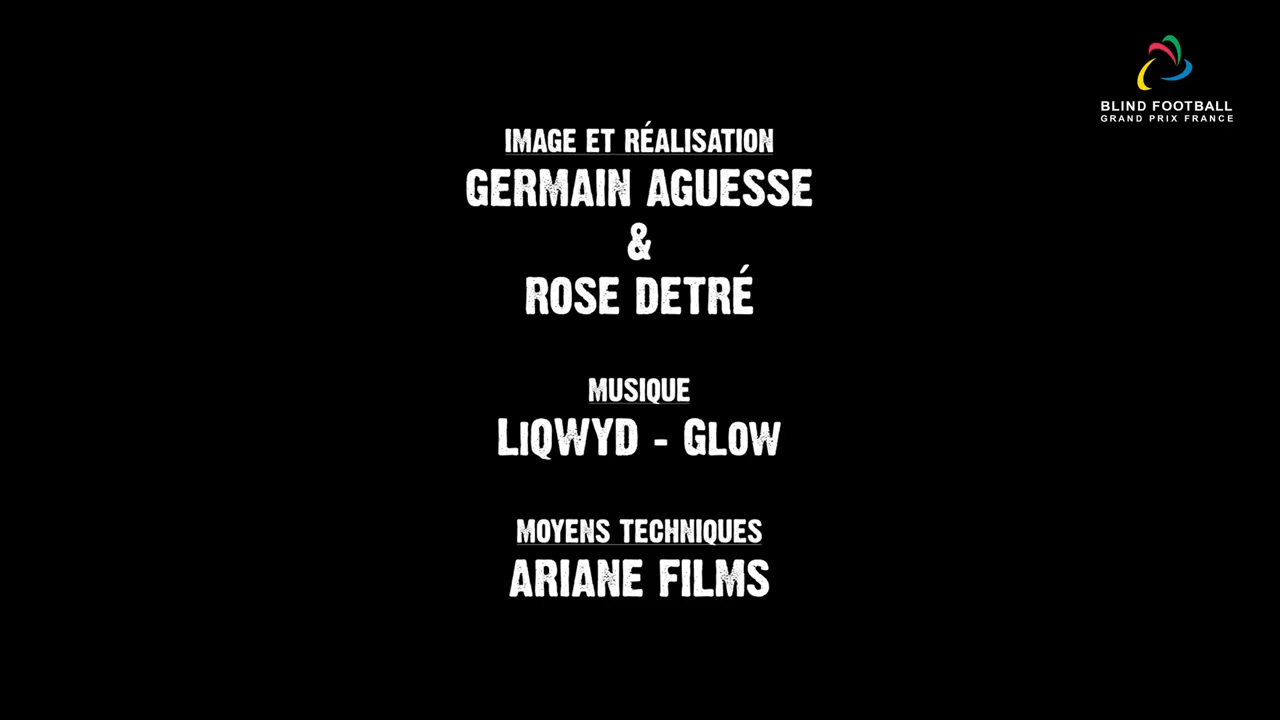 BLIND FOOTBALL
GRAND PRIX FRANCE
IMAGE ET RÉALISATION
GERMAIN AGUESSE
&
ROSE DETRÉ
MUSIQUE
LiQWYD - GLOW
MOYENS TECHNIQUES
ARIANE FILMS